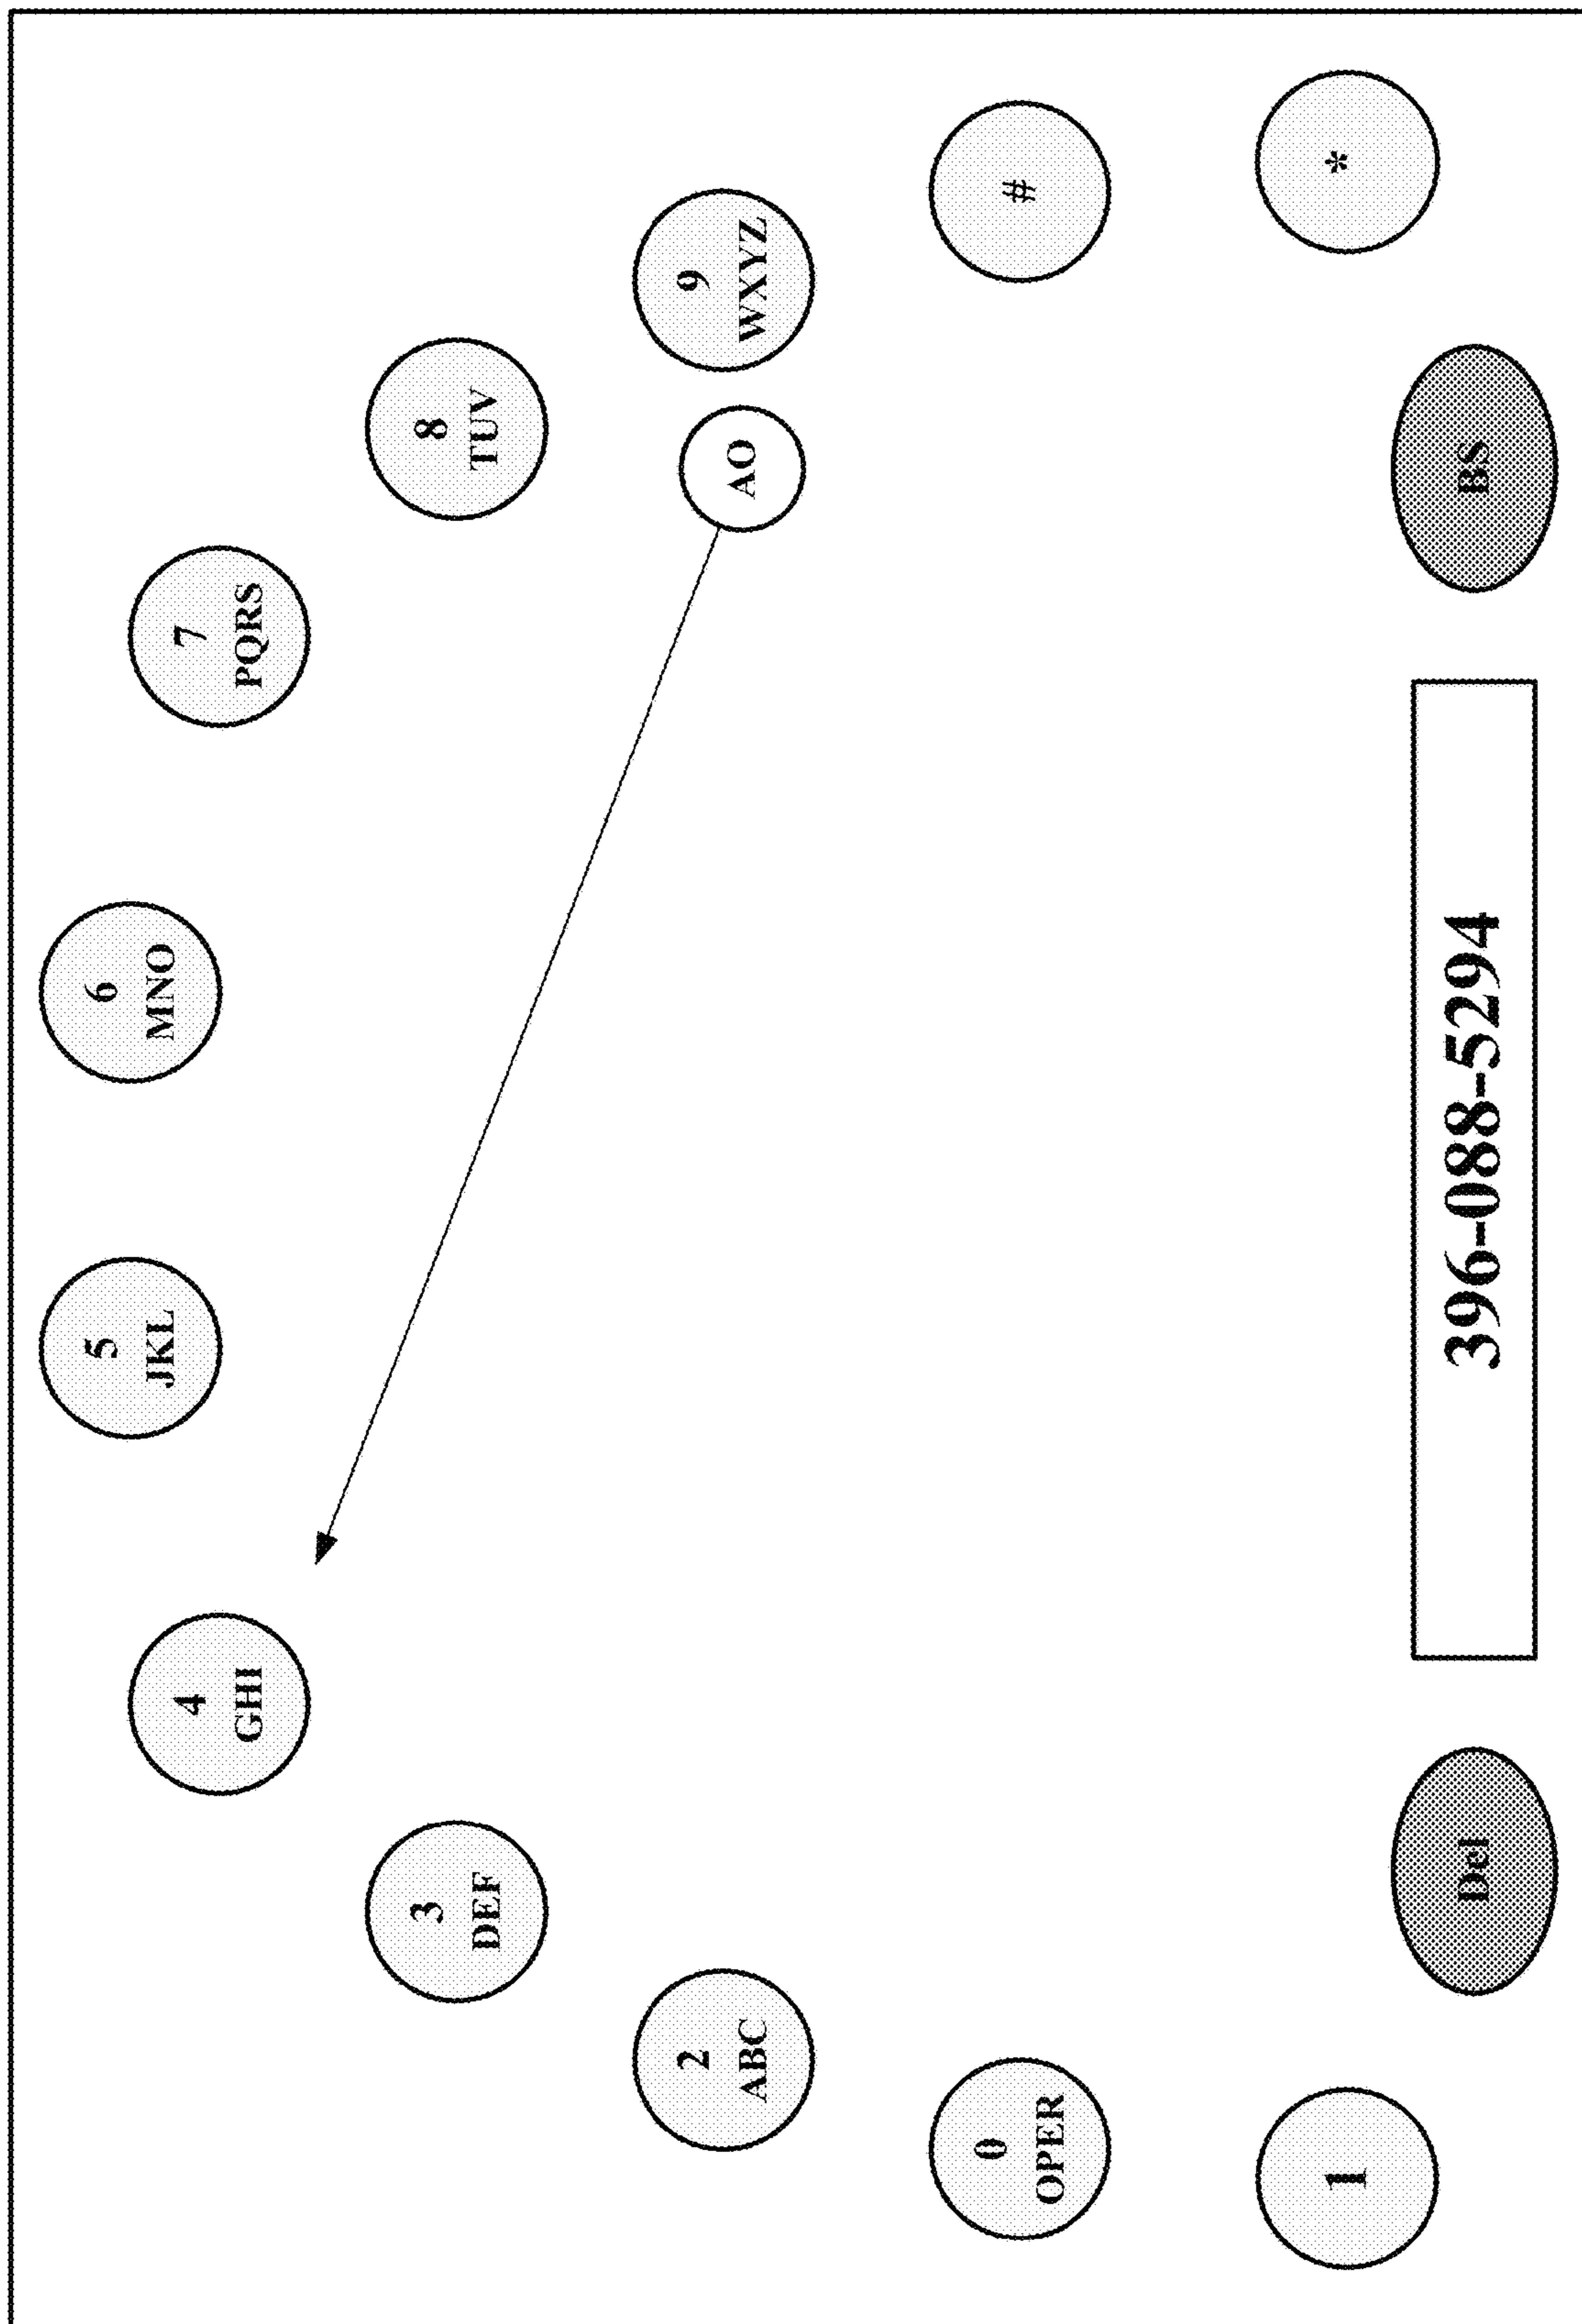 1
0
OPER
2
ABC
3
DEF
4
GHI
5
JKL
6
MNO
7
PQRS
8
TUV
9
WXYZ
#
*
AO
Del
396-088-5294
BS